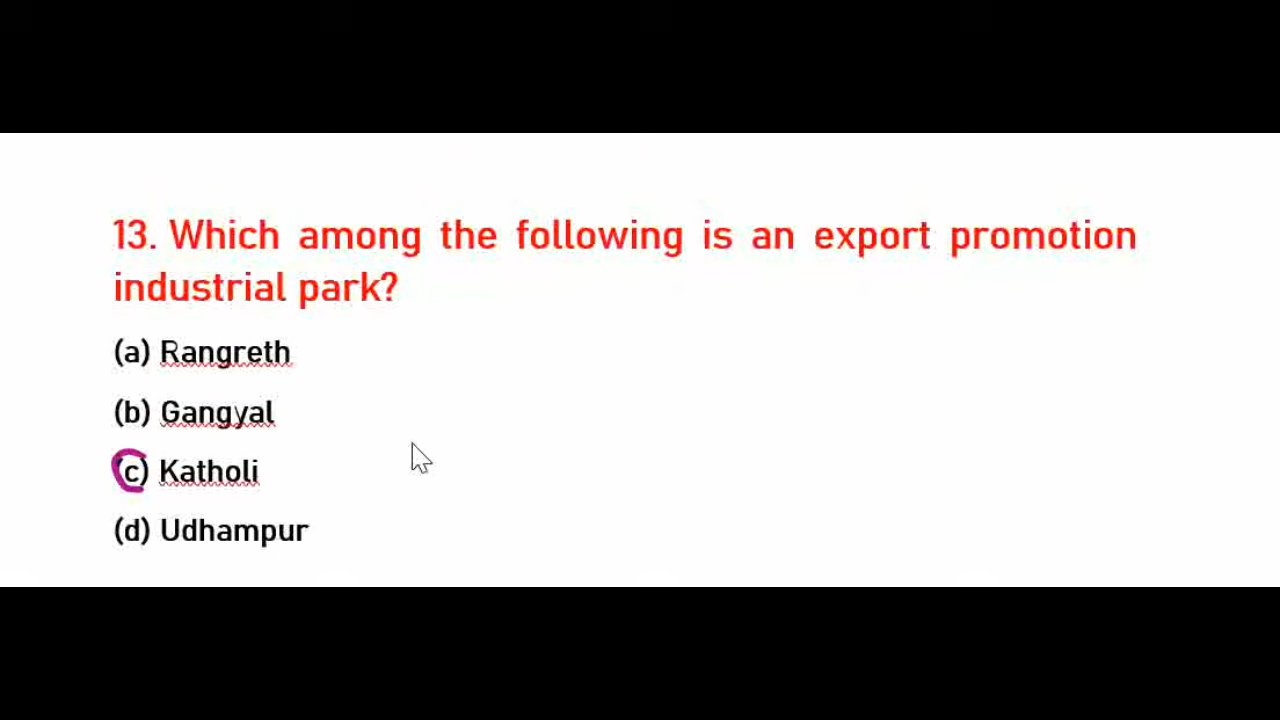 13. Which among the following is an export promotion
industrial park?
(a) Rangreth
(b) Gangyal
(c) Katholi
(d) Udhampur